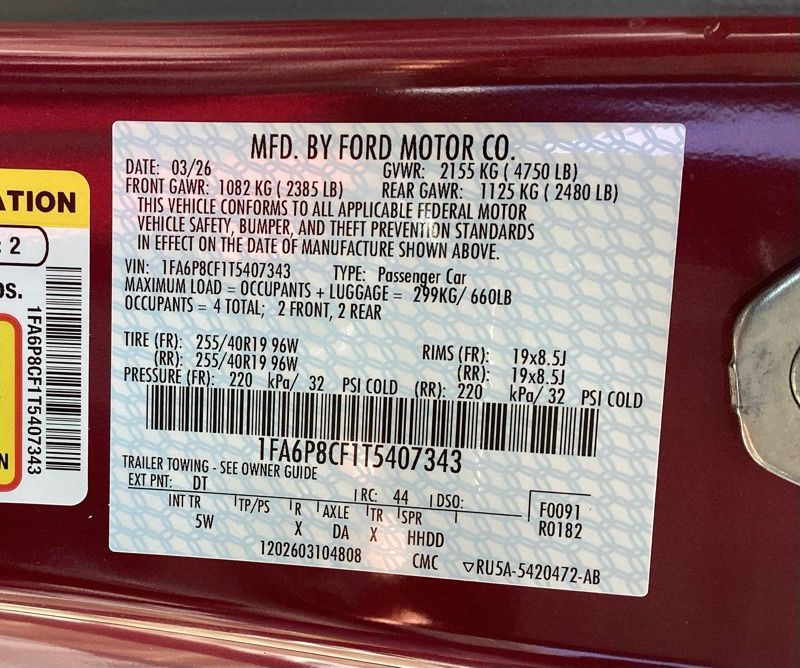 MFD. BY FORD MOTOR CO.
DATE: 03/26 GVWR: 2155 KG ( 4750 LB)
FRONT GAWR: 1082 KG ( 2385 LB) REAR GAWR: 1125 KG ( 2480 LB)
THIS VEHICLE CONFORMS TO ALL APPLICABLE FEDERAL MOTOR
VEHICLE SAFETY, BUMPER, AND THEFT PREVENTION STANDARDS
IN EFFECT ON THE DATE OF MANUFACTURE SHOWN ABOVE.
VIN: 1FA6P8CF1T5407343 TYPE: Passenger Car
MAXIMUM LOAD = OCCUPANTS + LUGGAGE = 299KG/ 660LB
OCCUPANTS = 4 TOTAL; 2 FRONT, 2 REAR
TIRE (FR): 255/40R19 96W RIMS (FR): 19x8.5J
(RR): 255/40R19 96W (RR): 19x8.5J
PRESSURE (FR): 220 kPa/ 32 PSI COLD (RR): 220 kPa/ 32 PSI COLD
1FA6P8CF1T5407343
TRAILER TOWING - SEE OWNER GUIDE
EXT PNT: DT RC: 44 DSO: F0091
INT TR TP/PS R AXLE TR SPR R0182
5W X DA X HHDD
1202603104808 CMC ▽RU5A-5420472-AB
ATION
: 2
os.
1FA6P8CF1T5407343
N